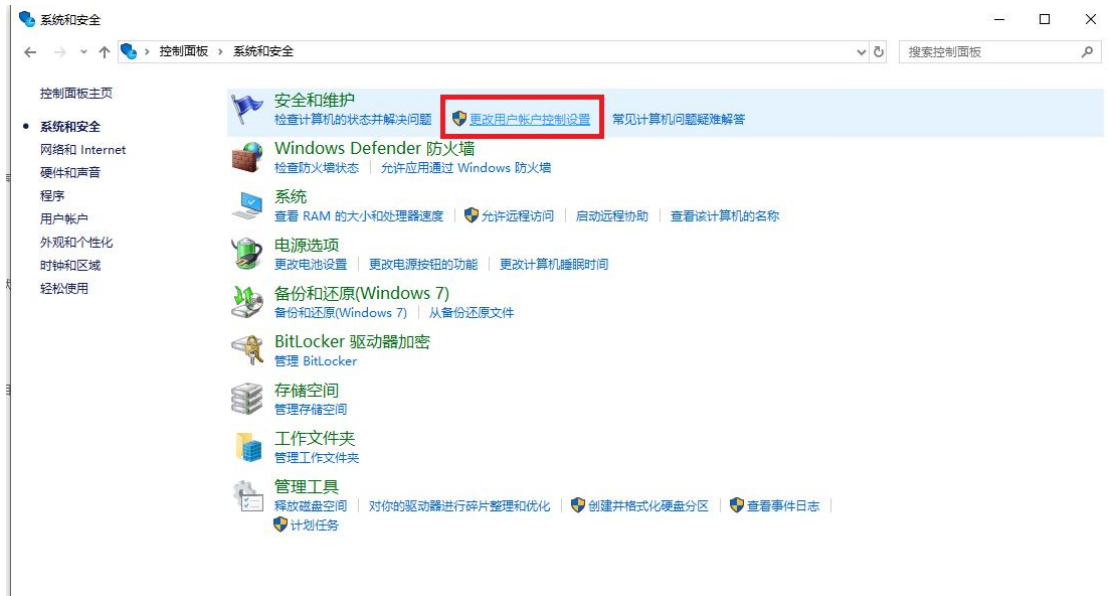 系统和安全
控制面板 › 系统和安全
搜索控制面板
控制面板主页
系统和安全
网络和 Internet
硬件和声音
程序
用户帐户
外观和个性化
时钟和区域
轻松使用
安全和维护
检查计算机的状态并解决问题 更改用户帐户控制设置 常见计算机问题疑难解答
Windows Defender 防火墙
检查防火墙状态 允许应用通过 Windows 防火墙
系统
查看 RAM 的大小和处理器速度 允许远程访问 启动远程协助 查看该计算机的名称
电源选项
更改电池设置 更改电源按钮的功能 更改计算机睡眠时间
备份和还原(Windows 7)
备份和还原(Windows 7) 从备份还原文件
BitLocker 驱动器加密
管理 BitLocker
存储空间
管理存储空间
工作文件夹
管理工作文件夹
管理工具
释放磁盘空间 对你的驱动器进行碎片整理和优化 创建并格式化硬盘分区 查看事件日志
计划任务